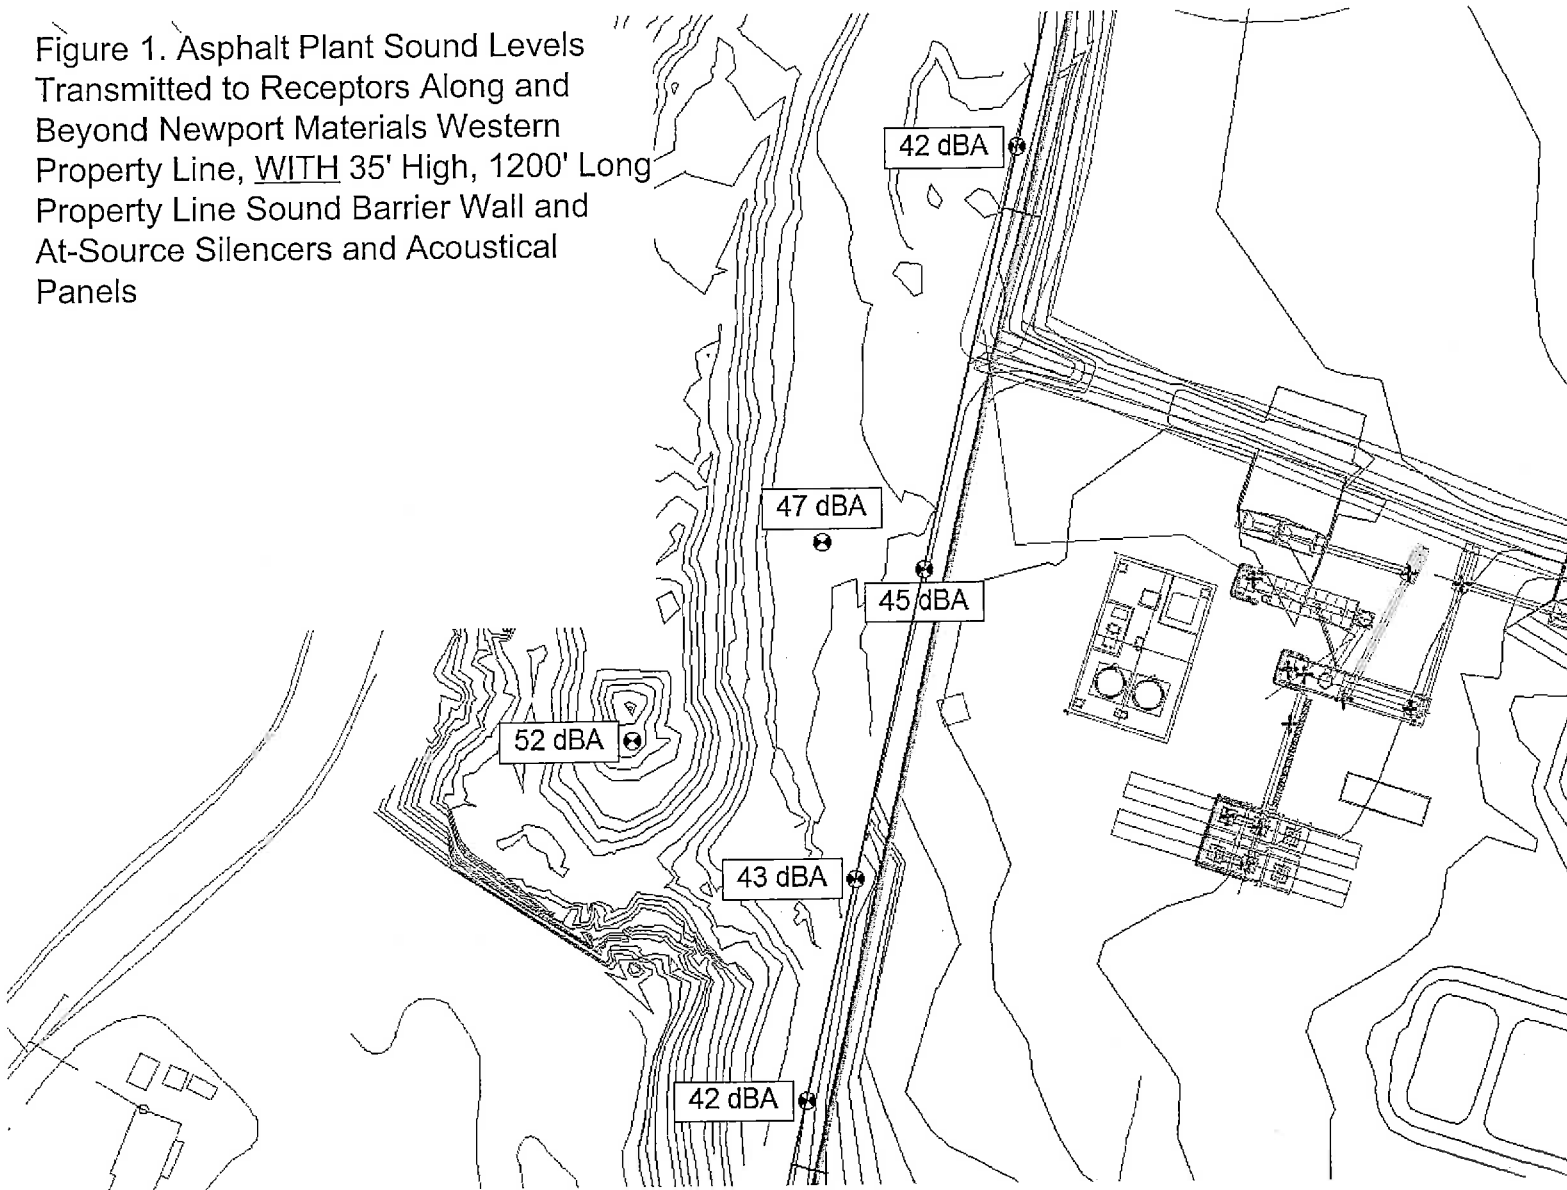 Figure 1. Asphalt Plant Sound Levels
Transmitted to Receptors Along and
Beyond Newport Materials Western
Property Line, WITH 35' High, 1200' Long
Property Line Sound Barrier Wall and
At-Source Silencers and Acoustical
Panels
42 dBA
47 dBA
45 dBA
52 dBA
43 dBA
42 dBA